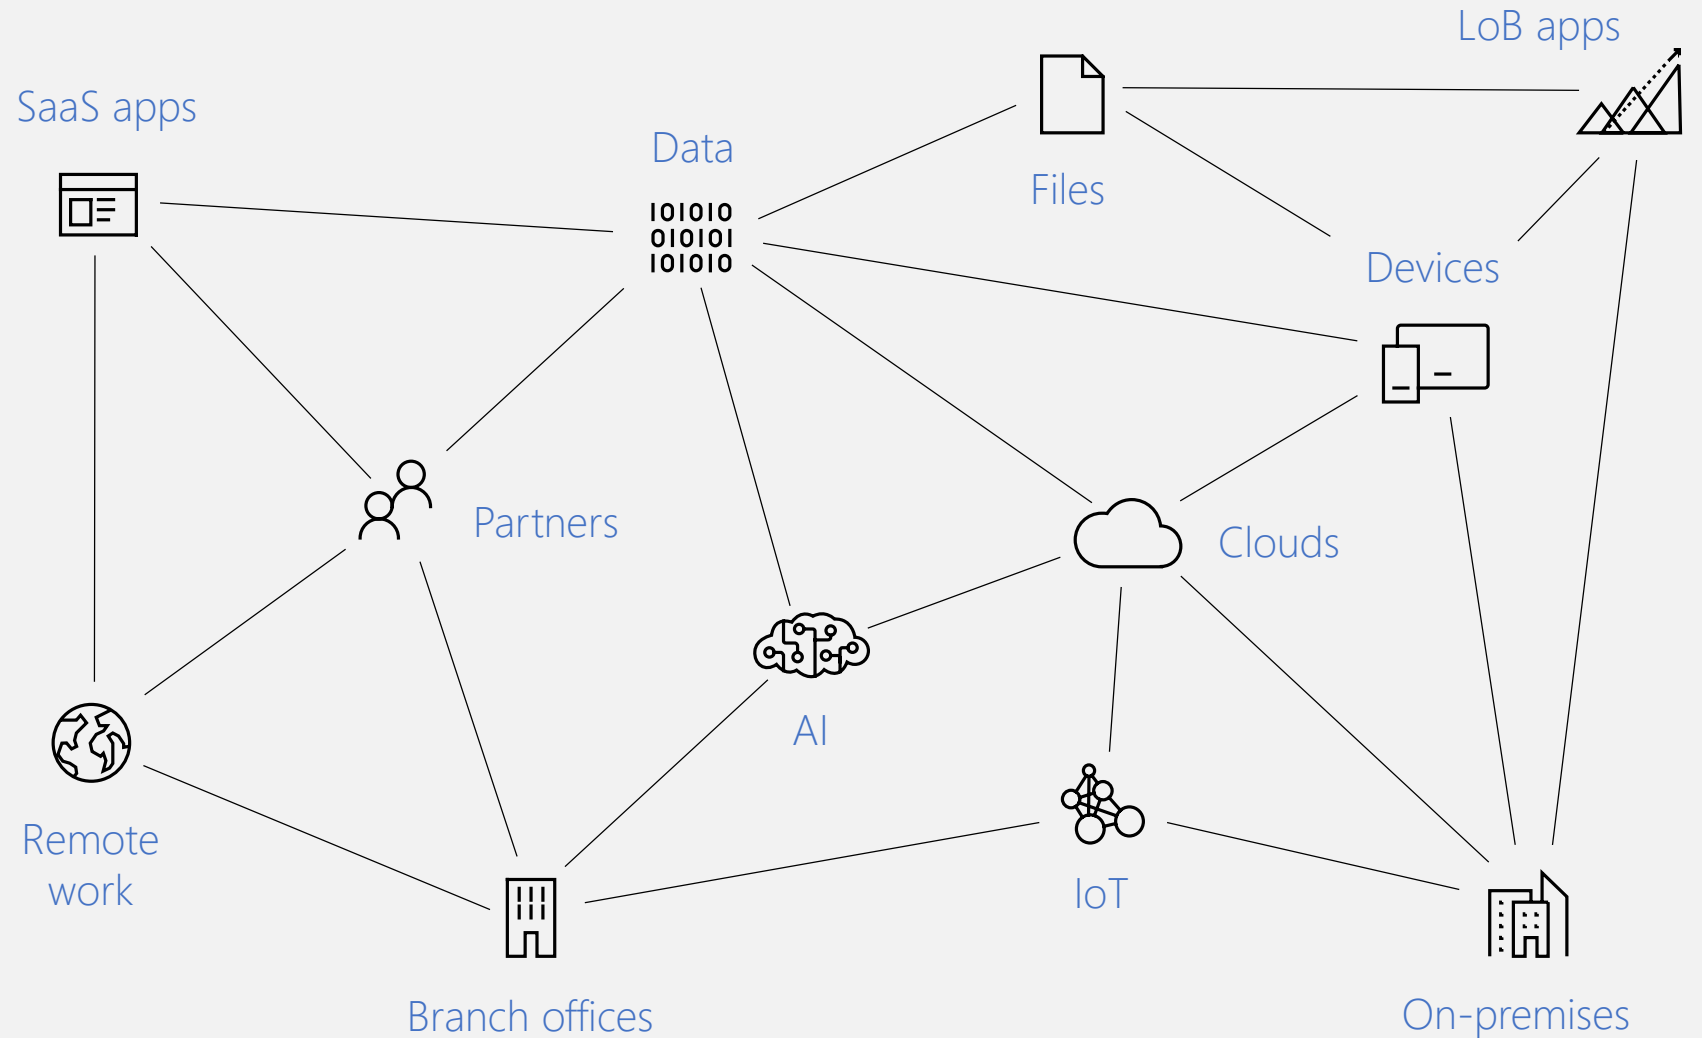 LoB apps
SaaS apps
Data
101010
010101
101010
Files
Devices
Partners
Clouds
AI
Remote
work
IoT
Branch offices
On-premises